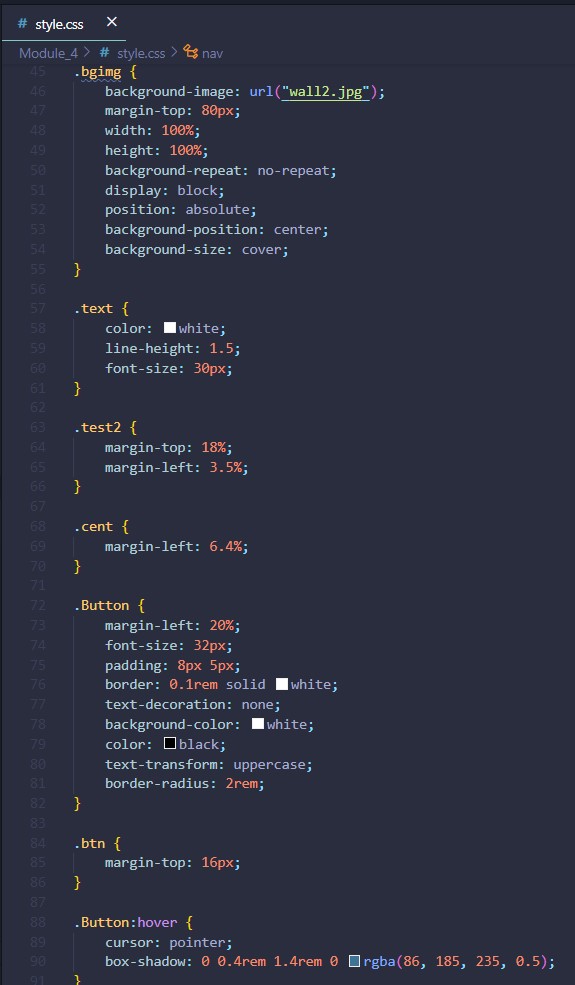 # style.css ×
Module_4 > # style.css > nav
45 .bgimg {
46 background-image: url("wall2.jpg");
47 margin-top: 80px;
48 width: 100%;
49 height: 100%;
50 background-repeat: no-repeat;
51 display: block;
52 position: absolute;
53 background-position: center;
54 background-size: cover;
55 }
56
57 .text {
58 color: white;
59 line-height: 1.5;
60 font-size: 30px;
61 }
62
63 .test2 {
64 margin-top: 18%;
65 margin-left: 3.5%;
66 }
67
68 .cent {
69 margin-left: 6.4%;
70 }
71
72 .Button {
73 margin-left: 20%;
74 font-size: 32px;
75 padding: 8px 5px;
76 border: 0.1rem solid white;
77 text-decoration: none;
78 background-color: white;
79 color: black;
80 text-transform: uppercase;
81 border-radius: 2rem;
82 }
83
84 .btn {
85 margin-top: 16px;
86 }
87
88 .Button:hover {
89 cursor: pointer;
90 box-shadow: 0 0.4rem 1.4rem 0 rgba(86, 185, 235, 0.5);
91 }